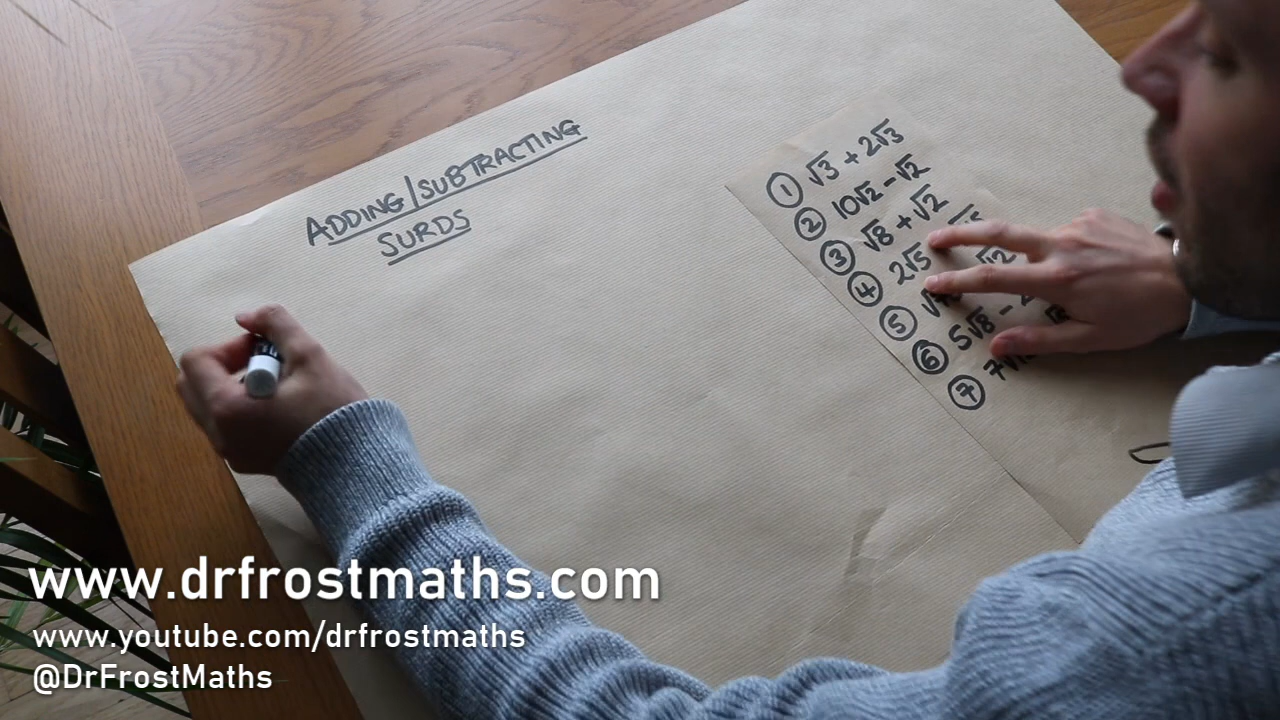 ADDING/SUBTRACTING
SURDS
① √3 + 2√3
② 10√2 - √2
③ √8 + √2
④ 2√5
⑤ √2
⑥ 5√8 -
⑦
www.drfrostmaths.com
www.youtube.com/drfrostmaths
@DrFrostMaths